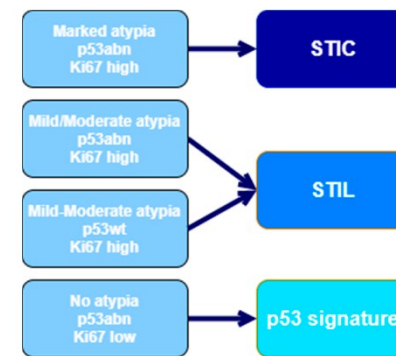 Marked atypia
p53abn
Ki67 high
STIC
Mild/Moderate atypia
p53abn
Ki67 high
Mild-Moderate atypia
p53wt
Ki67 high
STIL
No atypia
p53abn
Ki67 low
p53 signature